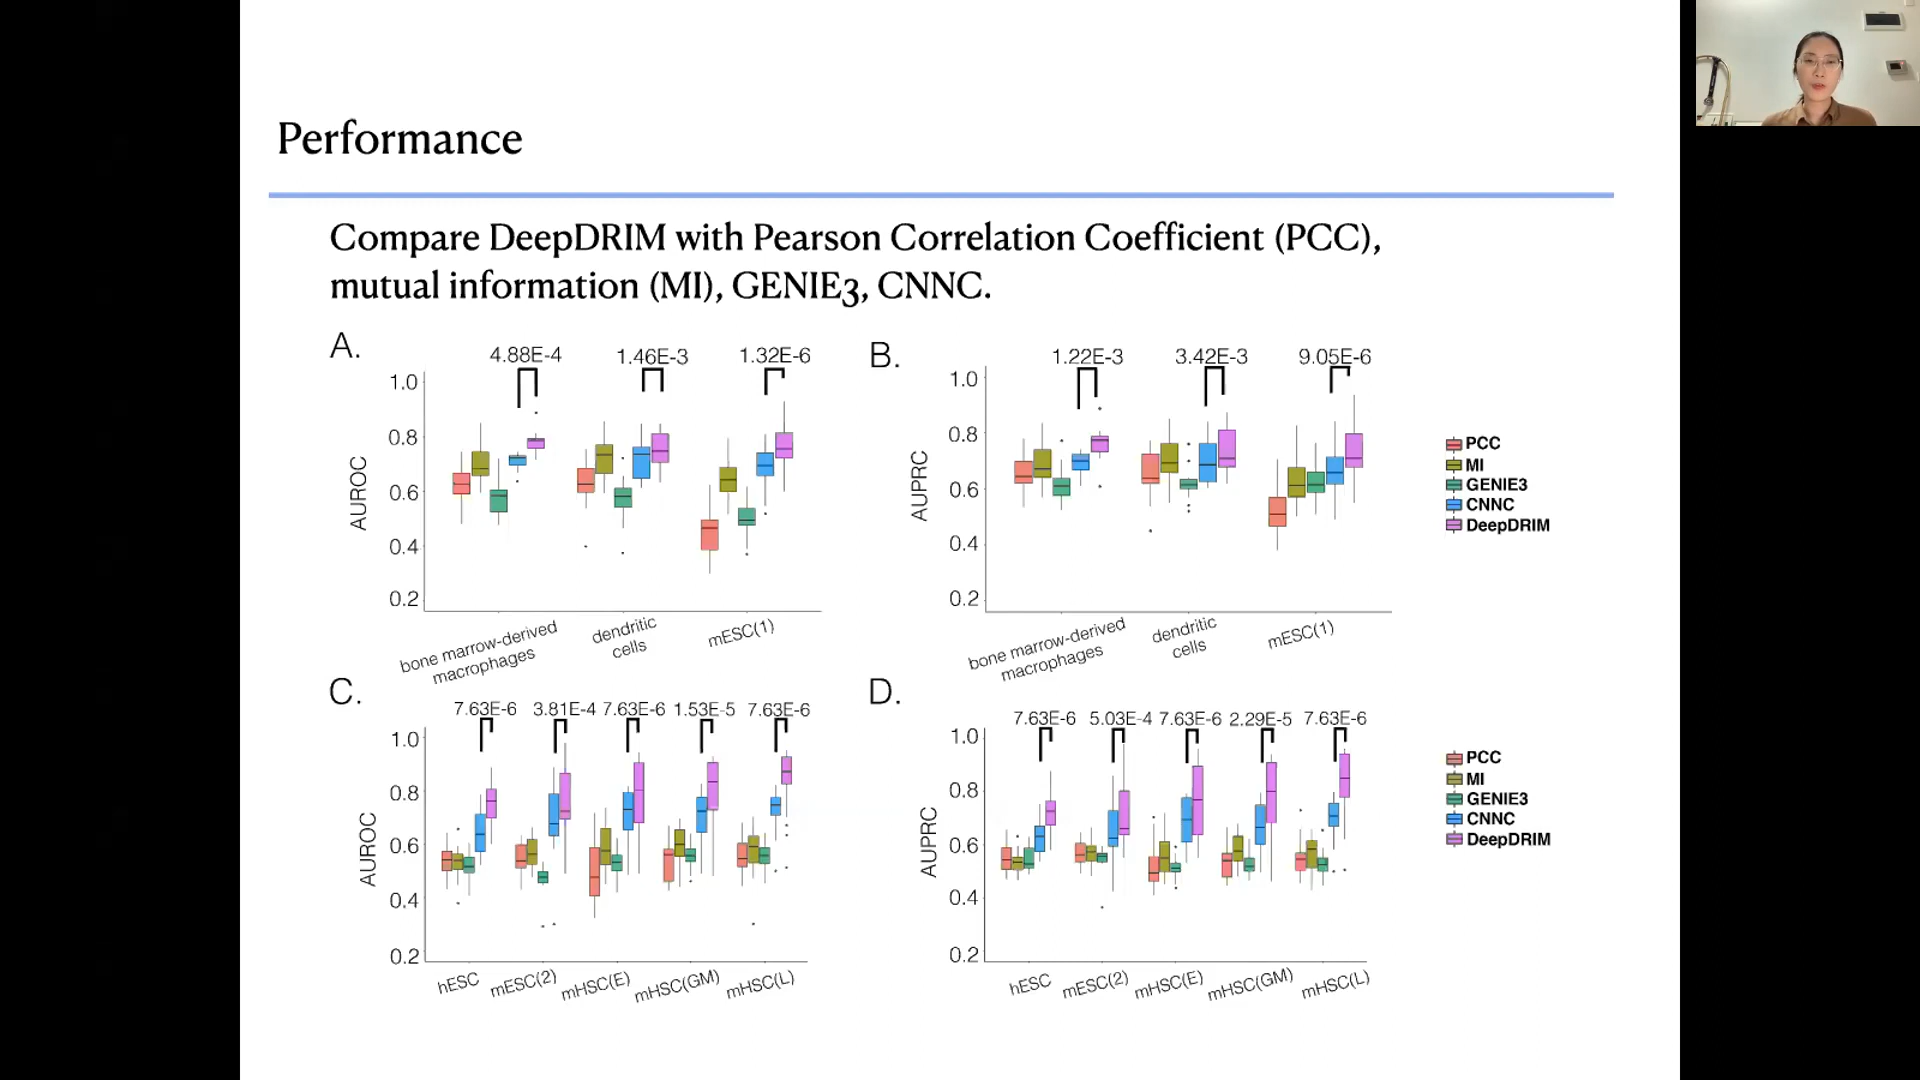 Performance
Compare DeepDRIM with Pearson Correlation Coefficient (PCC),
mutual information (MI), GENIE3, CNNC.
A.
4.88E-4 1.46E-3 1.32E-6
1.0
0.8
0.6
0.4
0.2
AUROC
bone marrow-derived
macrophages
dendritic
cells
mESC(1)
B.
1.22E-3 3.42E-3 9.05E-6
1.0
0.8
0.6
0.4
0.2
AUPRC
bone marrow-derived
macrophages
dendritic
cells
mESC(1)
PCC
MI
GENIE3
CNNC
DeepDRIM
C.
7.63E-6 3.81E-4 7.63E-6 1.53E-5 7.63E-6
1.0
0.8
0.6
0.4
0.2
AUROC
hESC mESC(2) mHSC(E) mHSC(GM) mHSC(L)
D.
7.63E-6 5.03E-4 7.63E-6 2.29E-5 7.63E-6
1.0
0.8
0.6
0.4
0.2
AUPRC
hESC mESC(2) mHSC(E) mHSC(GM) mHSC(L)
PCC
MI
GENIE3
CNNC
DeepDRIM